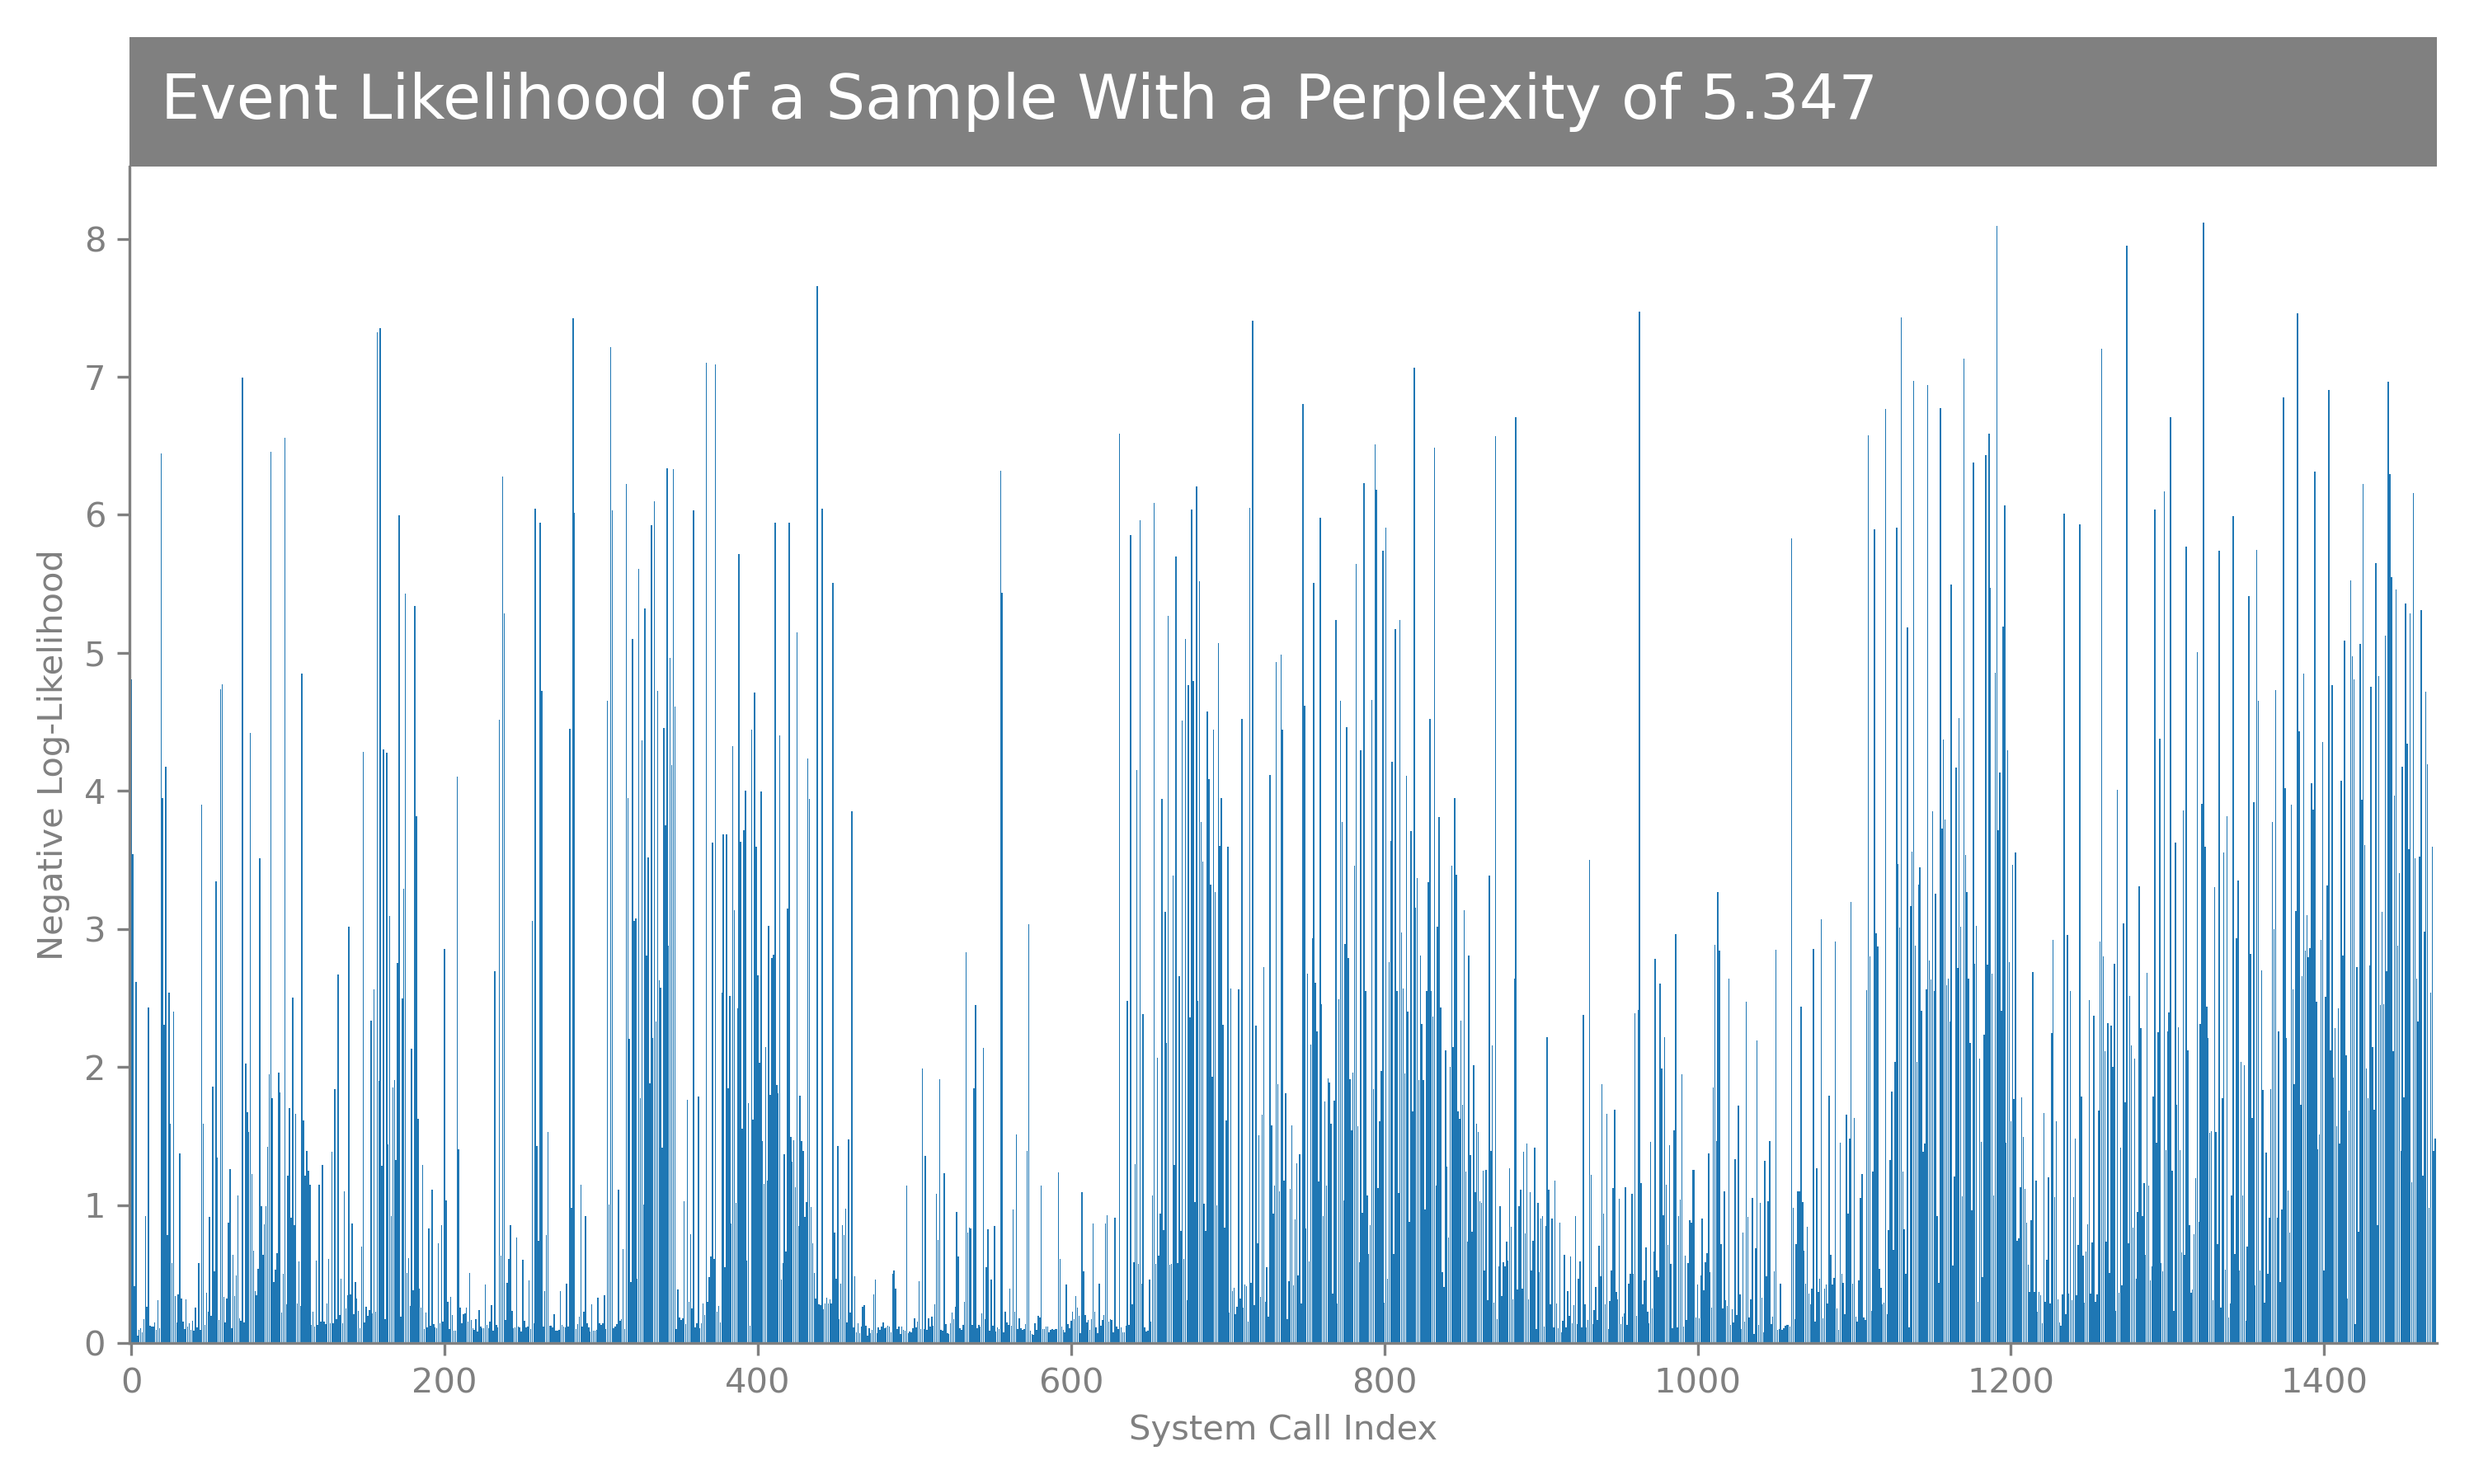 Event Likelihood of a Sample With a Perplexity of 5.347
8
7
6
5
4
3
2
1
0
Negative Log-Likelihood
0 200 400 600 800 1000 1200 1400
System Call Index